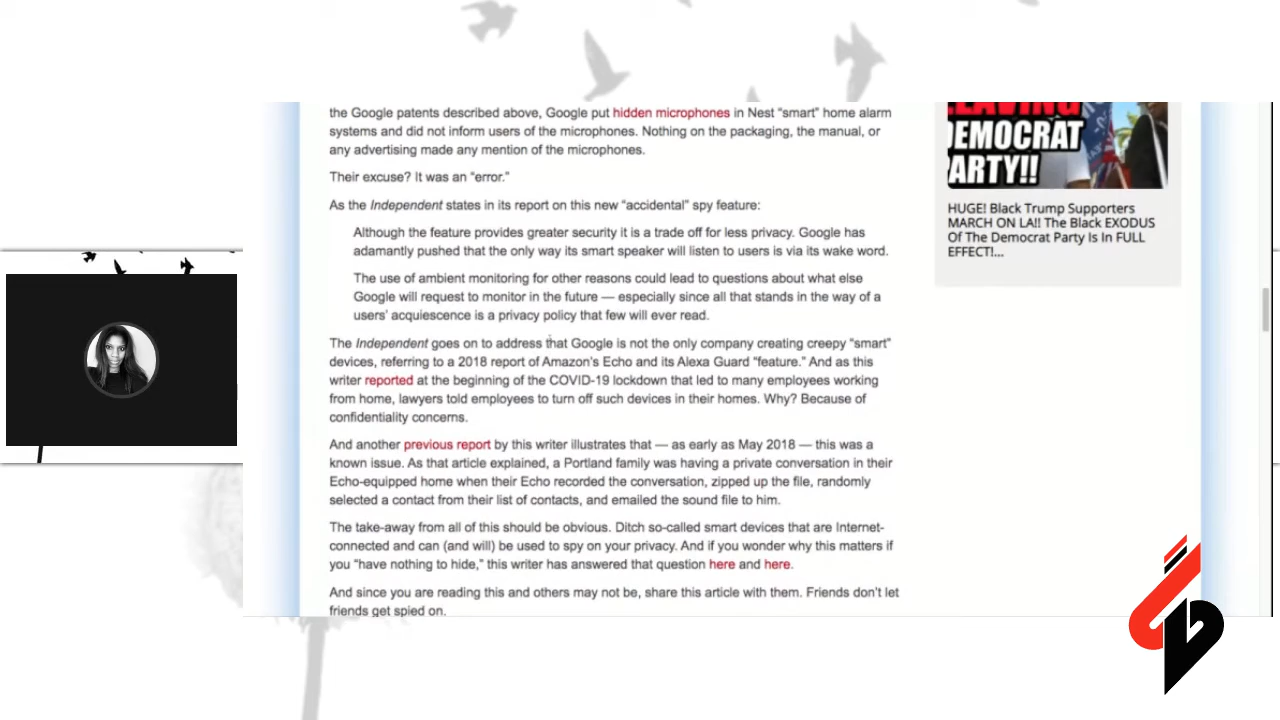 the Google patents described above, Google put hidden microphones in Nest “smart” home alarm
systems and did not inform users of the microphones. Nothing on the packaging, the manual, or
any advertising made any mention of the microphones.
Their excuse? It was an “error.”
As the Independent states in its report on this new “accidental” spy feature:
Although the feature provides greater security it is a trade off for less privacy. Google has
adamantly pushed that the only way its smart speaker will listen to users is via its wake word.
The use of ambient monitoring for other reasons could lead to questions about what else
Google will request to monitor in the future — especially since all that stands in the way of a
users’ acquiescence is a privacy policy that few will ever read.
The Independent goes on to address that Google is not the only company creating creepy “smart”
devices, referring to a 2018 report of Amazon’s Echo and its Alexa Guard “feature.” And as this
writer reported at the beginning of the COVID-19 lockdown that led to many employees working
from home, lawyers told employees to turn off such devices in their homes. Why? Because of
confidentiality concerns.
And another previous report by this writer illustrates that — as early as May 2018 — this was a
known issue. As that article explained, a Portland family was having a private conversation in their
Echo-equipped home when their Echo recorded the conversation, zipped up the file, randomly
selected a contact from their list of contacts, and emailed the sound file to him.
The take-away from all of this should be obvious. Ditch so-called smart devices that are Internet-
connected and can (and will) be used to spy on your privacy. And if you wonder why this matters if
you “have nothing to hide,” this writer has answered that question here and here.
And since you are reading this and others may not be, share this article with them. Friends don’t let
friends get spied on.
LEAVING
DEMOCRAT
PARTY!!
HUGE! Black Trump Supporters
MARCH ON LA!! The Black EXODUS
Of The Democrat Party Is In FULL
EFFECT!...